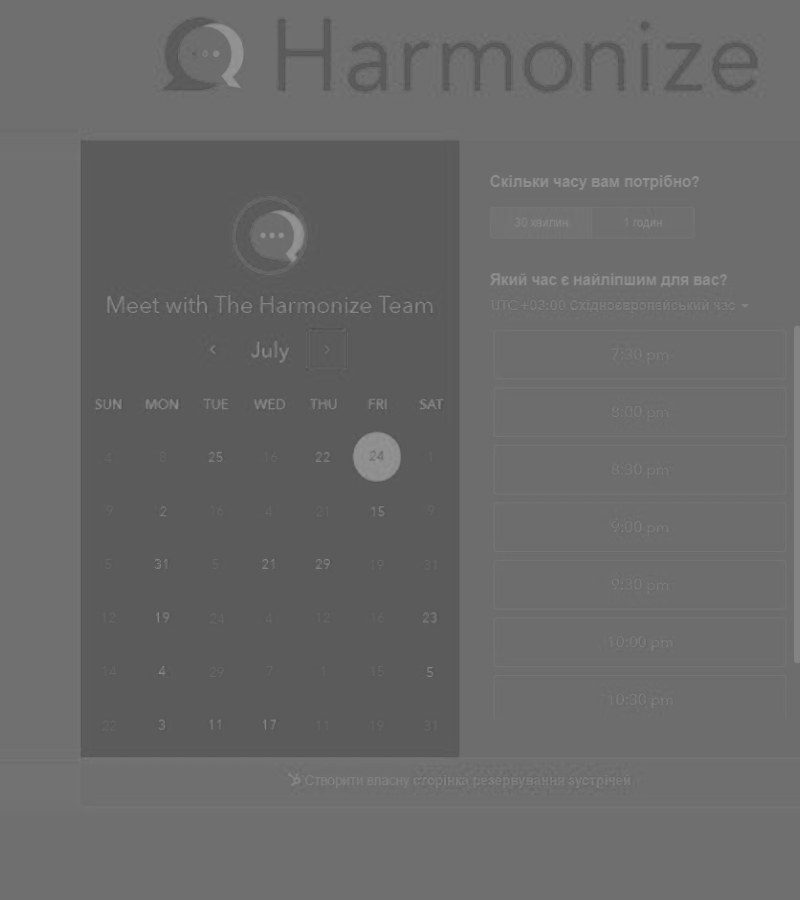 Harmonize
Meet with The Harmonize Team
July
SUN MON TUE WED THU FRI SAT
4 8 25 16 22 24 1
9 2 16 4 21 15 9
5 31 5 21 29 19 31
12 19 24 4 12 16 23
14 4 29 7 1 15 5
22 3 11 17 11 19 31
Скільки часу вам потрібно?
30 хвилин 1 годин
Який час є найліпшим для вас?
UTC +03:00 Східноєвропейський час
7:30 pm
8:00 pm
8:30 pm
9:00 pm
9:30 pm
10:00 pm
10:30 pm
Створити власну сторінка резервування зустрічей